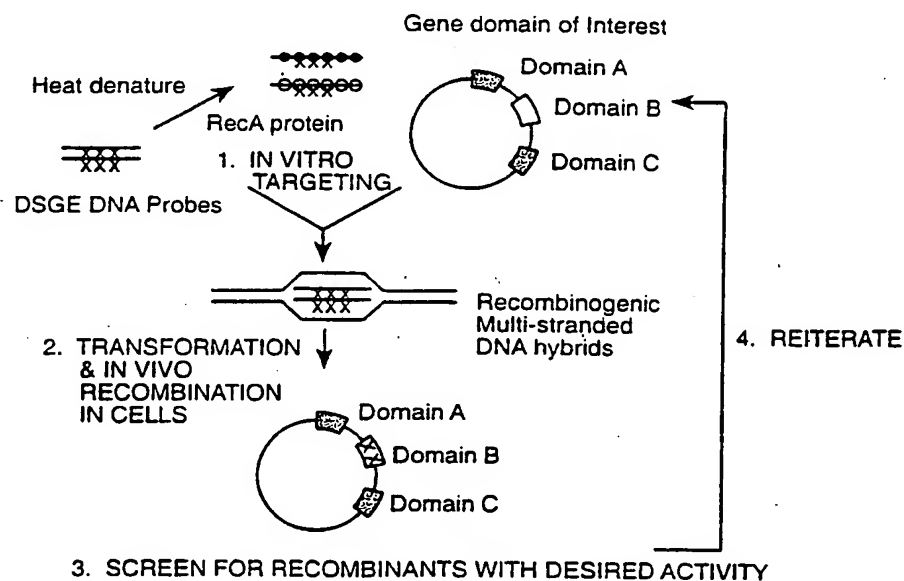 Gene domain of Interest
Heat denature
Domain A
Domain B
RecA protein
1. IN VITRO
TARGETING
Domain C
DSGE DNA Probes
Recombinogenic
Multi-stranded
DNA hybrids
4. REITERATE
2. TRANSFORMATION
& IN VIVO
RECOMBINATION
IN CELLS
Domain A
Domain B
Domain C
3. SCREEN FOR RECOMBINANTS WITH DESIRED ACTIVITY